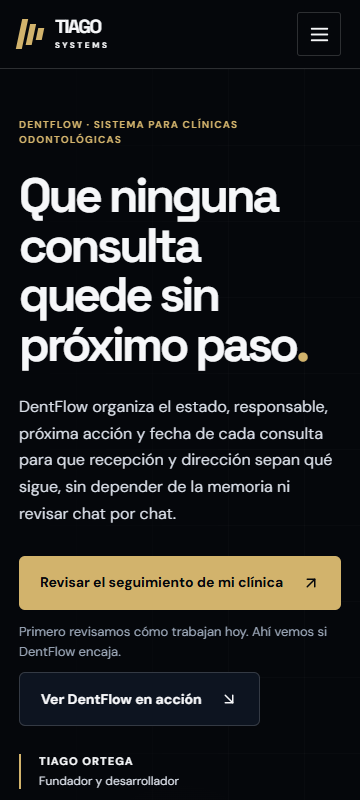 TIAGO
SYSTEMS
DENTFLOW · SISTEMA PARA CLÍNICAS
ODONTOLÓGICAS
Que ninguna
consulta
quede sin
próximo paso.
DentFlow organiza el estado, responsable,
próxima acción y fecha de cada consulta
para que recepción y dirección sepan qué
sigue, sin depender de la memoria ni
revisar chat por chat.
Revisar el seguimiento de mi clínica
Primero revisamos cómo trabajan hoy. Ahí vemos si
DentFlow encaja.
Ver DentFlow en acción
TIAGO ORTEGA
Fundador y desarrollador